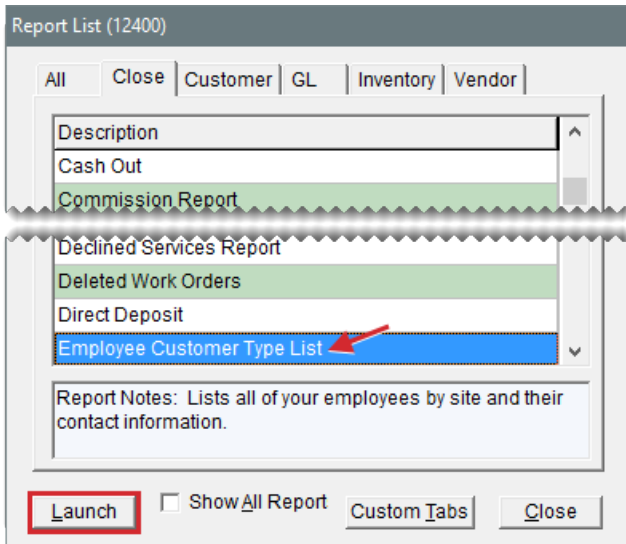 Report List (12400)
All Close Customer GL Inventory Vendor
Description
Cash Out
Commission Report
Declined Services Report
Deleted Work Orders
Direct Deposit
Employee Customer Type List
Report Notes: Lists all of your employees by site and their
contact information.
Launch Show All Report Custom Tabs Close